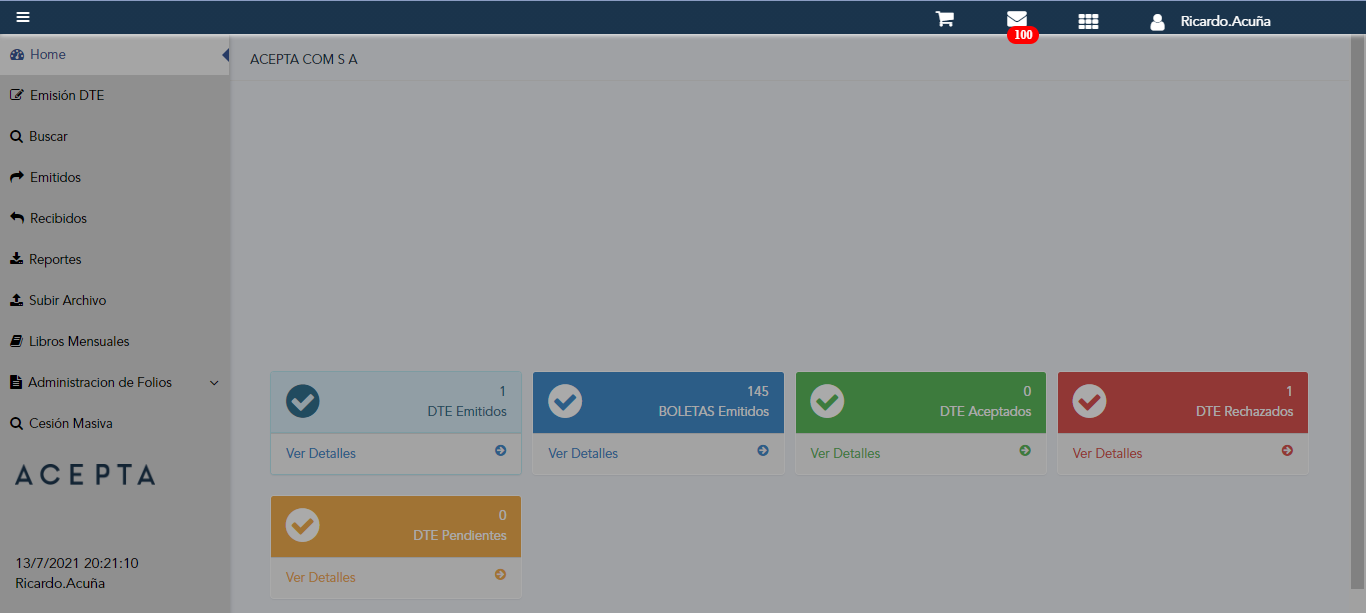 Ricardo.Acuña
100
Home
ACEPTA COM S A
Emisión DTE
Buscar
Emitidos
Recibidos
Reportes
Subir Archivo
Libros Mensuales
Administracion de Folios
Cesión Masiva
ACEPTA
13/7/2021 20:21:10
Ricardo.Acuña
1
DTE Emitidos
Ver Detalles
145
BOLETAS Emitidos
Ver Detalles
0
DTE Aceptados
Ver Detalles
1
DTE Rechazados
Ver Detalles
0
DTE Pendientes
Ver Detalles